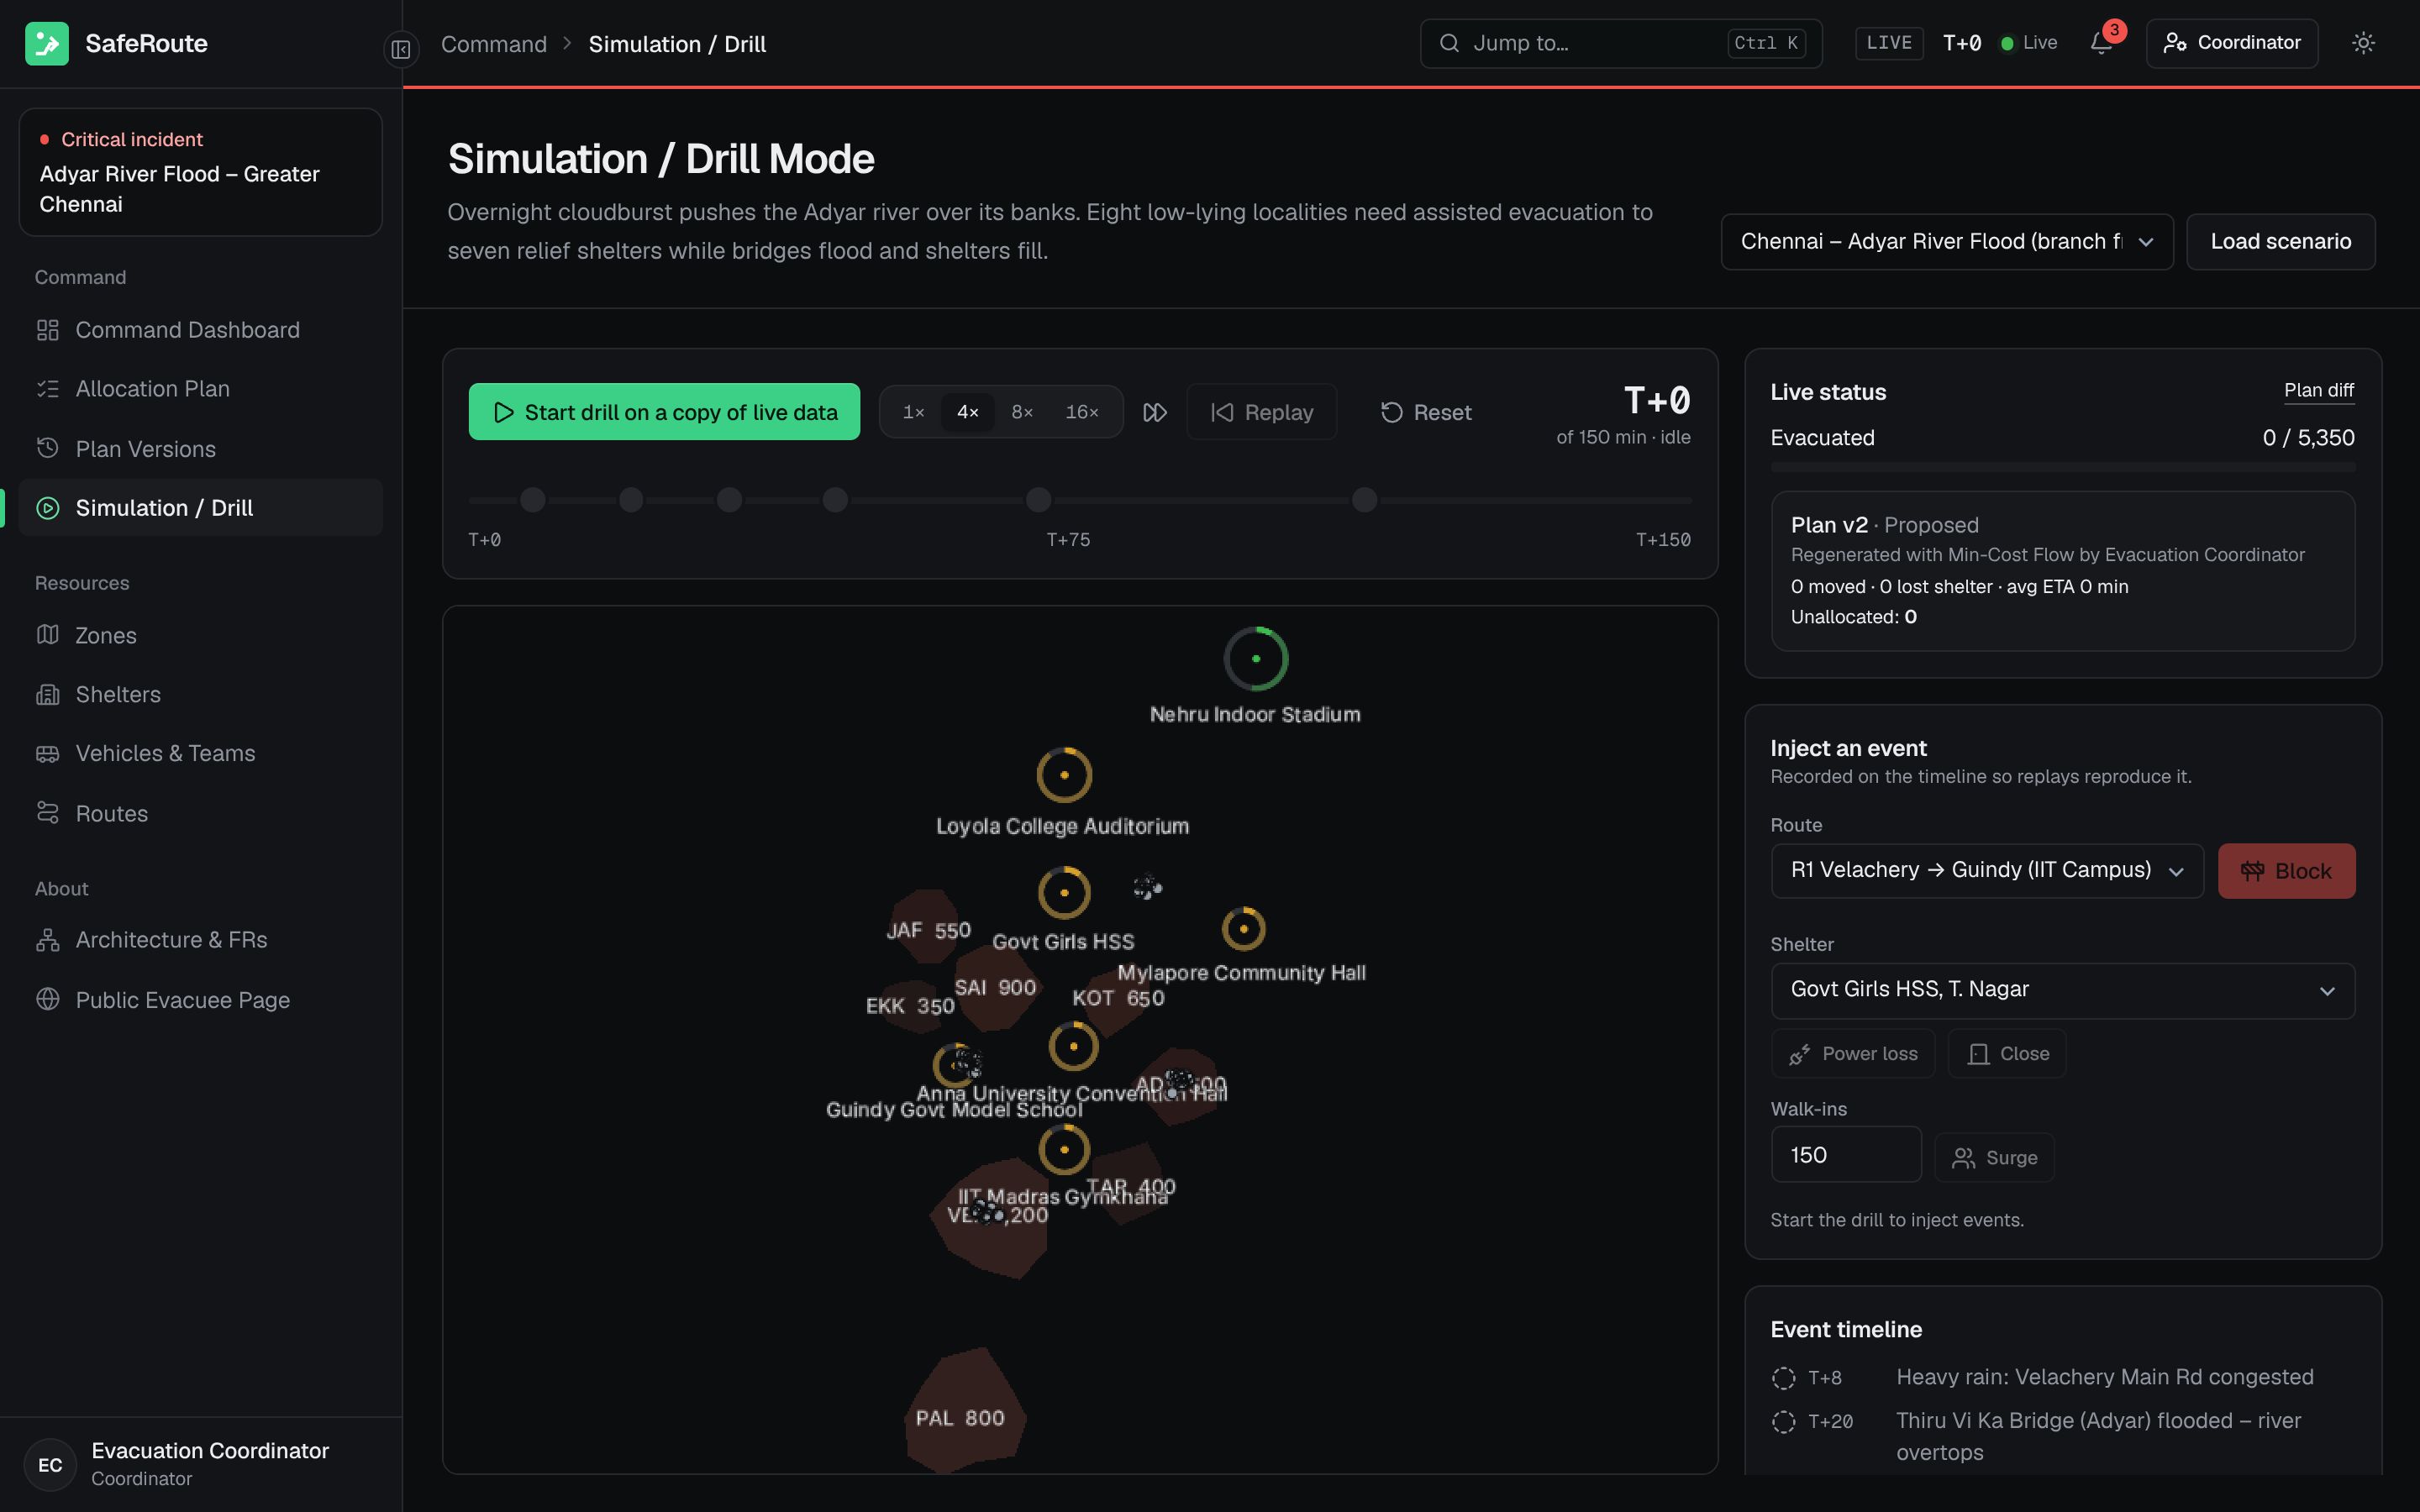 SafeRoute
Command
Simulation / Drill
Jump to...
Ctrl K
LIVE
T+0
Live
3
Coordinator
Critical incident
Adyar River Flood – Greater
Chennai
Command
Command Dashboard
Allocation Plan
Plan Versions
Simulation / Drill
Resources
Zones
Shelters
Vehicles & Teams
Routes
About
Architecture & FRs
Public Evacuee Page
EC
Evacuation Coordinator
Coordinator
Simulation / Drill Mode
Overnight cloudburst pushes the Adyar river over its banks. Eight low-lying localities need assisted evacuation to
seven relief shelters while bridges flood and shelters fill.
Chennai – Adyar River Flood (branch
Load scenario
Start drill on a copy of live data
1×
4×
8×
16×
Replay
Reset
T+0
of 150 min · idle
T+0
T+75
T+150
Nehru Indoor Stadium
Loyola College Auditorium
Govt Girls HSS
Mylapore Community Hall
JAF 550
SAI 900
KOT 650
EKK 350
Anna University Convention Hall
Guindy Govt Model School
IIT Madras Gymkhana
TAR 400
PAL 800
Live status
Plan diff
Evacuated
0 / 5,350
Plan v2 · Proposed
Regenerated with Min-Cost Flow by Evacuation Coordinator
0 moved · 0 lost shelter · avg ETA 0 min
Unallocated: 0
Inject an event
Recorded on the timeline so replays reproduce it.
Route
R1 Velachery → Guindy (IIT Campus)
Block
Shelter
Govt Girls HSS, T. Nagar
Power loss
Close
Walk-ins
150
Surge
Start the drill to inject events.
Event timeline
T+8
Heavy rain: Velachery Main Rd congested
T+20
Thiru Vi Ka Bridge (Adyar) flooded – river
overtops